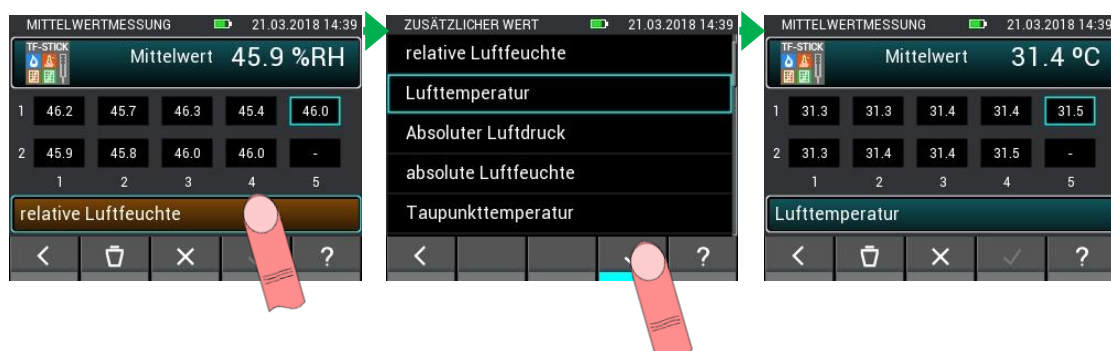 MITTELWERTMESSUNG 21.03.2018 14:39
TF-STICK
Mittelwert 45.9 %RH
1 46.2 45.7 46.3 45.4 46.0
2 45.9 45.8 46.0 46.0 -
1 2 3 4 5
relative Luftfeuchte
?
ZUSÄTZLICHER WERT 21.03.2018 14:39
relative Luftfeuchte
Lufttemperatur
Absoluter Luftdruck
absolute Luftfeuchte
Taupunkttemperatur
?
MITTELWERTMESSUNG 21.03.2018 14:39
TF-STICK
Mittelwert 31.4 ºC
1 31.3 31.3 31.4 31.4 31.5
2 31.3 31.4 31.4 31.5 -
1 2 3 4 5
Lufttemperatur
?